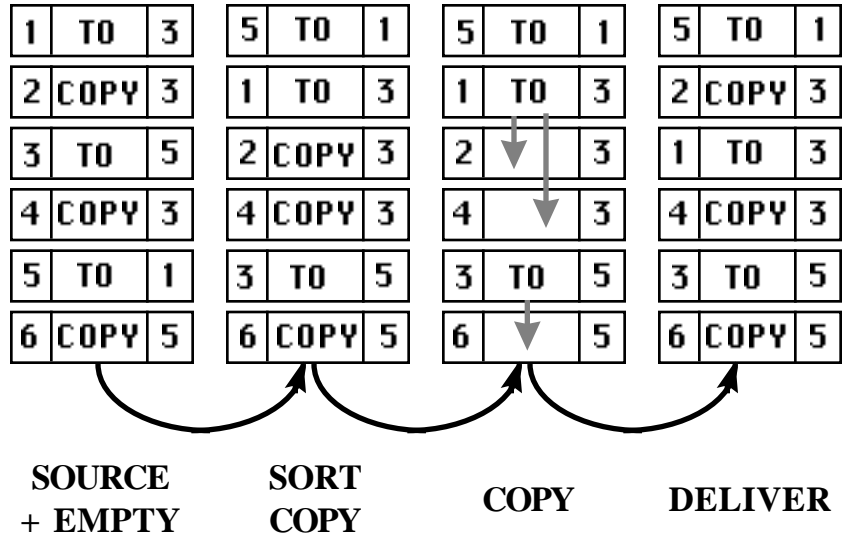 1 TO 3 5 TO 1 5 TO 1 5 TO 1
2 COPY 3 1 TO 3 1 TO 3 2 COPY 3
3 TO 5 2 COPY 3 2 3 1 TO 3
4 COPY 3 4 COPY 3 4 3 4 COPY 3
5 TO 1 3 TO 5 3 TO 5 3 TO 5
6 COPY 5 6 COPY 5 6 5 6 COPY 5
SOURCE
+ EMPTY
SORT
COPY
COPY
DELIVER